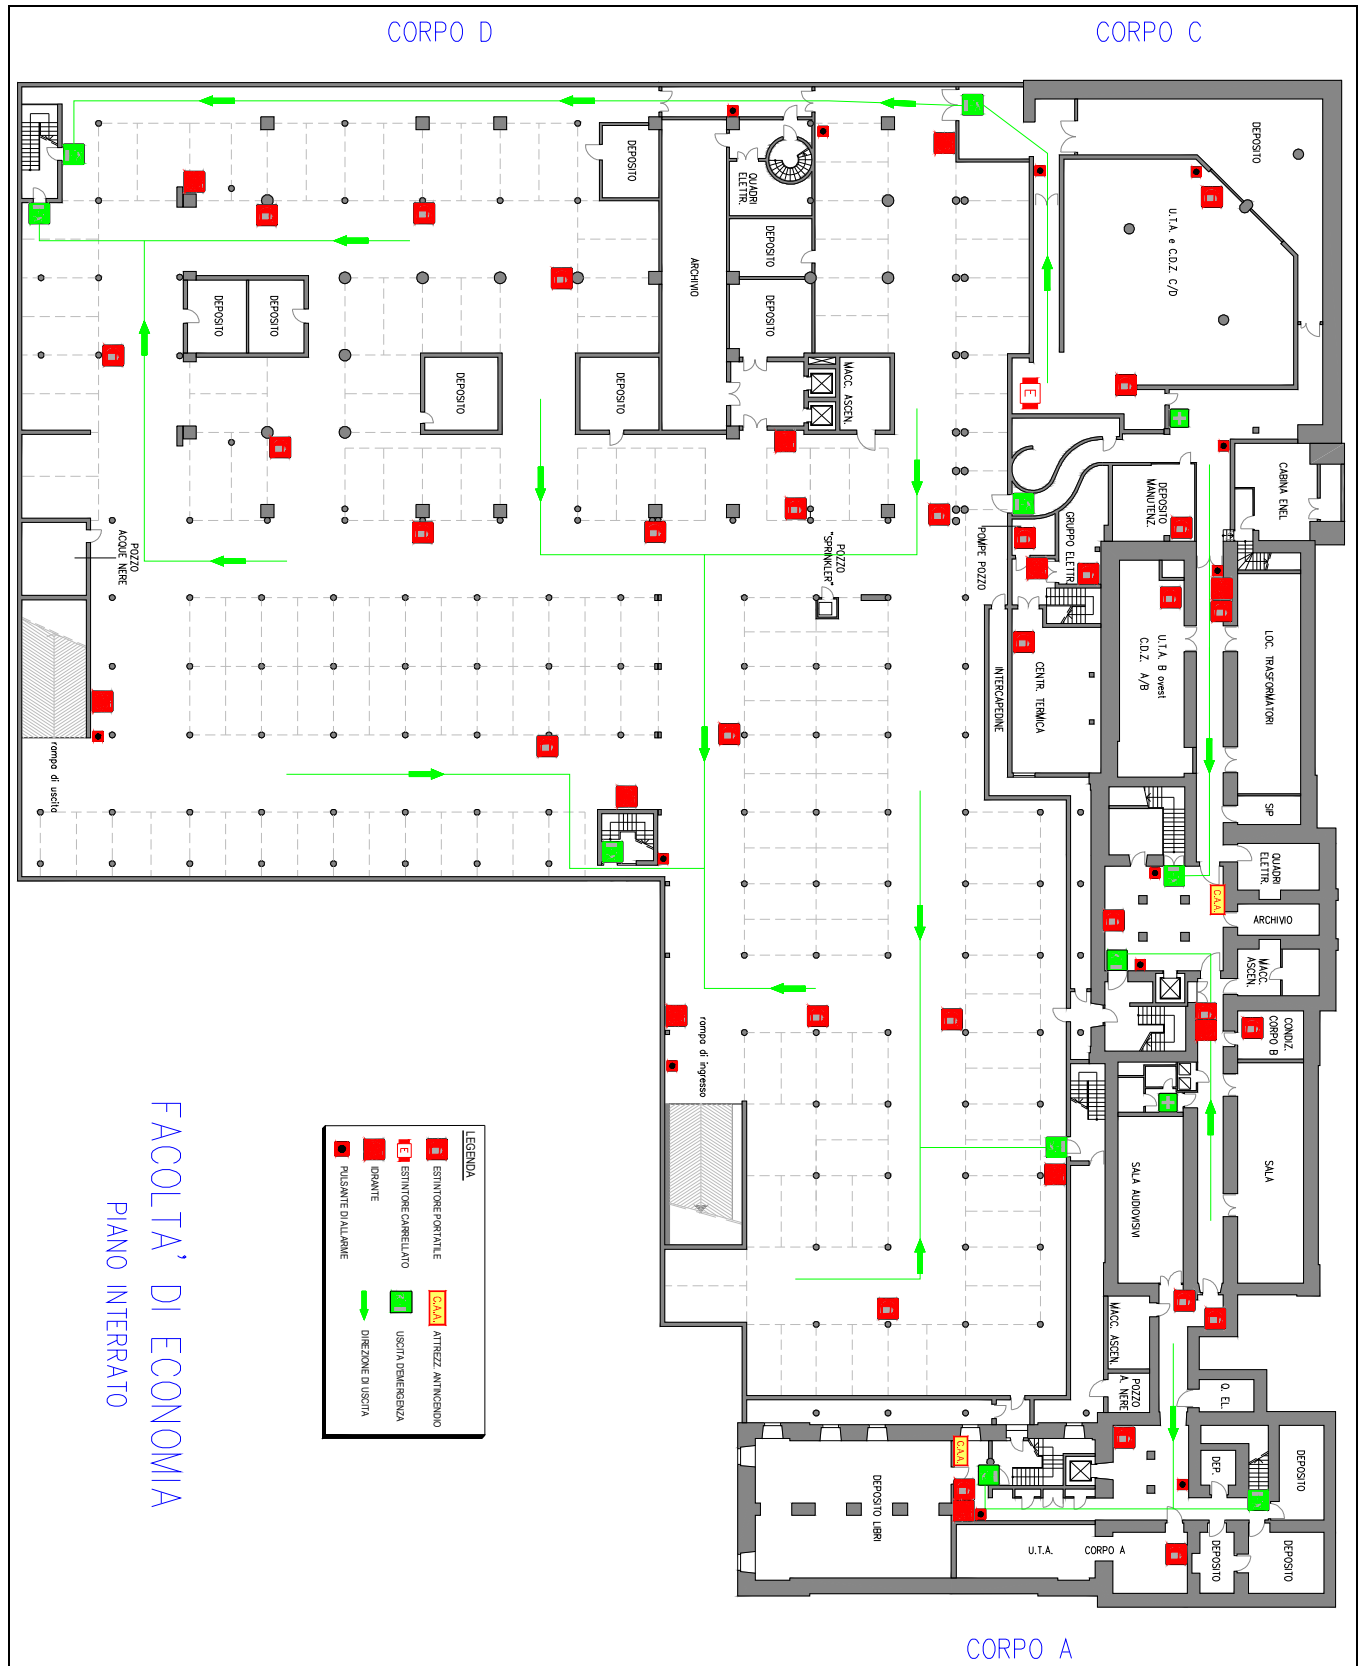 CORPO D
CORPO C
DEPOSITO
DEPOSITO
QUADRI
ELETTR.
U.T.A. e C.D.Z. C/D
ARCHIVIO
DEPOSITO
DEPOSITO
DEPOSITO
DEPOSITO
DEPOSITO
DEPOSITO
MACC. ASCEN.
E
CABINA ENEL
DEPOSITO
MANUTENZ.
GRUPPO ELETTR.
POMPE POZZO
POZZO
"SPRINKLER"
POZZO
ACQUE NERE
U.T.A. B ovest
C.D.Z. A/B
LOC. TRASFORMATORI
CENTR. TERMICA
INTERCAPEDINE
rampa di uscita
SIP
QUADRI
ELETTR.
C.A.A.
ARCHIVIO
MACC.
ASCEN.
CONDIZ.
CORPO B
rampa di ingresso
SALA AUDIOVISIVI
SALA
MACC. ASCEN.
POZZO
A. NERE
Q. EL.
DEP.
DEPOSITO
C.A.A.
DEPOSITO LIBRI
U.T.A. CORPO A
DEPOSITO
DEPOSITO
LEGENDA
ESTINTORE PORTATILE
E
ESTINTORE CARRELLATO
IDRANTE
PULSANTE DI ALLARME
C.A.A.
ATTREZZ. ANTINCENDIO
USCITA D'EMERGENZA
DIREZIONE DI USCITA
FACOLTA' DI ECONOMIA
PIANO INTERRATO
CORPO A